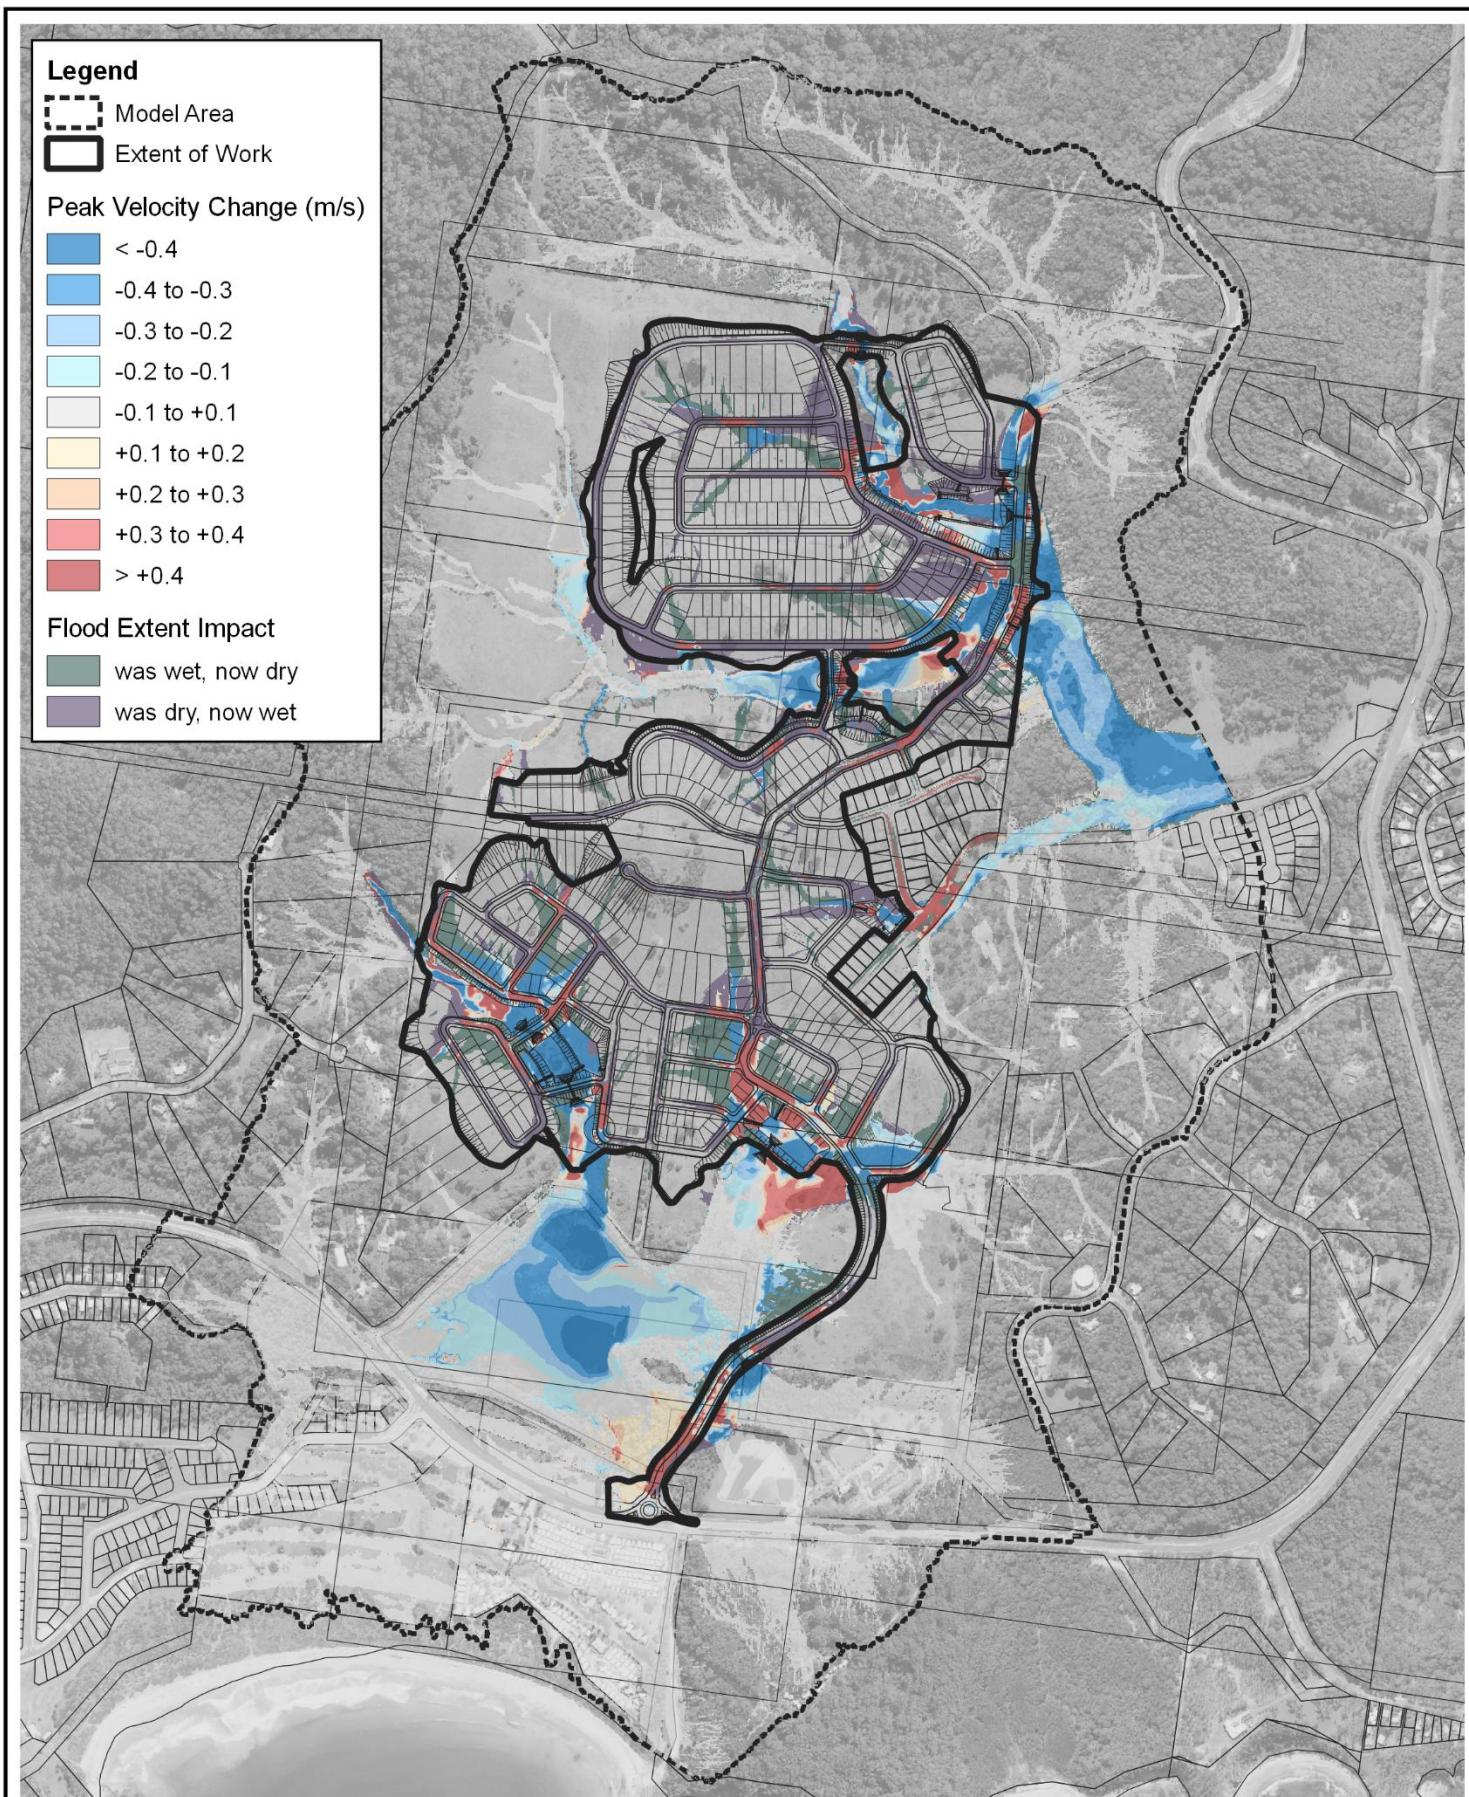 Legend
Model Area
Extent of Work
Peak Velocity Change (m/s)
< -0.4
-0.4 to -0.3
-0.3 to -0.2
-0.2 to -0.1
-0.1 to +0.1
+0.1 to +0.2
+0.2 to +0.3
+0.3 to +0.4
> +0.4
Flood Extent Impact
was wet, now dry
was dry, now wet